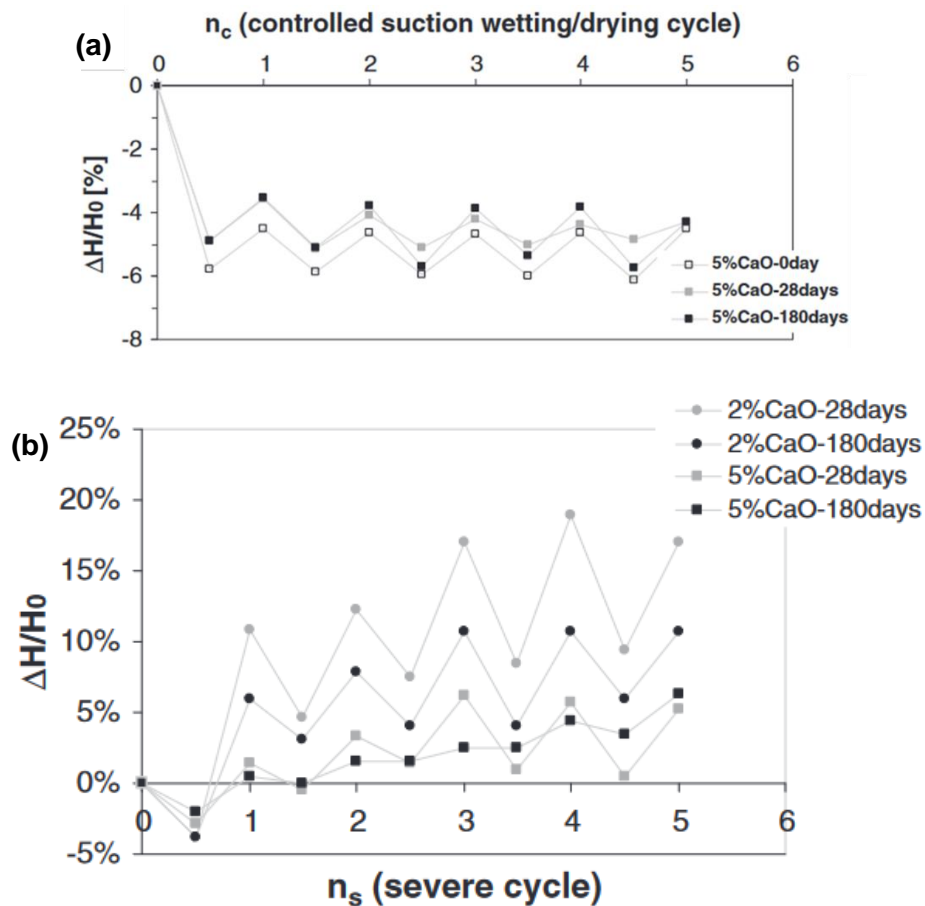 (a)
n_c (controlled suction wetting/drying cycle)
0 1 2 3 4 5 6
0
-2
-4
-6
-8
ΔH/H0 [%]
5%CaO-0day
5%CaO-28days
5%CaO-180days
(b)
2%CaO-28days
2%CaO-180days
5%CaO-28days
5%CaO-180days
25%
20%
15%
10%
5%
0%
-5%
ΔH/H0
0 1 2 3 4 5 6
n_s (severe cycle)